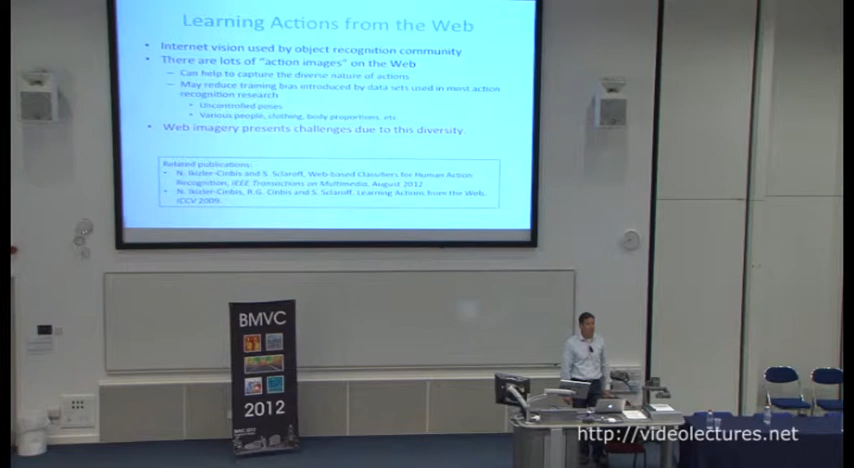 Learning Actions from the Web
• Internet vision used by object recognition community
• There are lots of "action images" on the Web
– Can help to capture the diverse nature of actions
– May reduce training bias introduced by data sets used in most action
recognition research
• Uncontrolled poses
• Various people, clothing, body proportions, etc.
• Web imagery presents challenges due to this diversity.
Related publications:
• N. Ikizler-Cinbis and S. Sclaroff, Web-based Classifiers for Human Action
Recognition, IEEE Transactions on Multimedia, August 2012
• N. Ikizler-Cinbis, R.G. Cinbis and S. Sclaroff. Learning Actions from the Web.
ICCV 2009.
BMVC
2012
http://videolectures.net